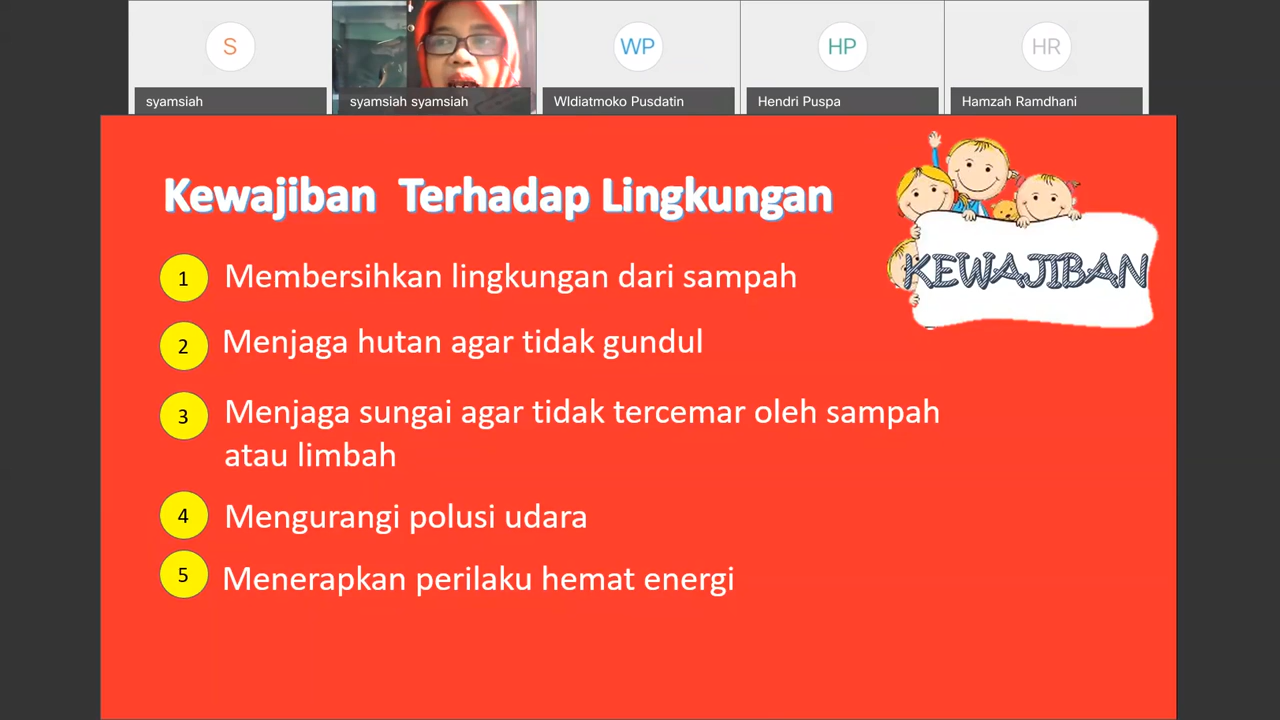 S
WP
HP
HR
syamsiah
syamsiah syamsiah
WIdiatmoko Pusdatin
Hendri Puspa
Hamzah Ramdhani
Kewajiban Terhadap Lingkungan
KEWAJIBAN
1 Membersihkan lingkungan dari sampah
2 Menjaga hutan agar tidak gundul
3 Menjaga sungai agar tidak tercemar oleh sampah
atau limbah
4 Mengurangi polusi udara
5 Menerapkan perilaku hemat energi